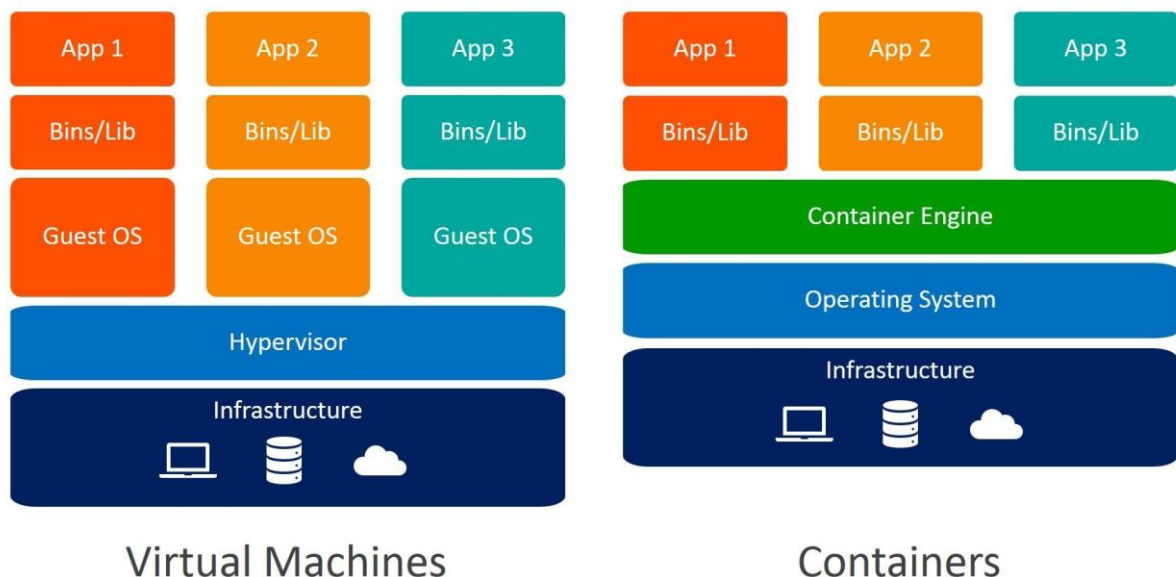 App 1
App 2
App 3
Bins/Lib
Bins/Lib
Bins/Lib
Guest OS
Guest OS
Guest OS
Hypervisor
Infrastructure
Virtual Machines
App 1
App 2
App 3
Bins/Lib
Bins/Lib
Bins/Lib
Container Engine
Operating System
Infrastructure
Containers